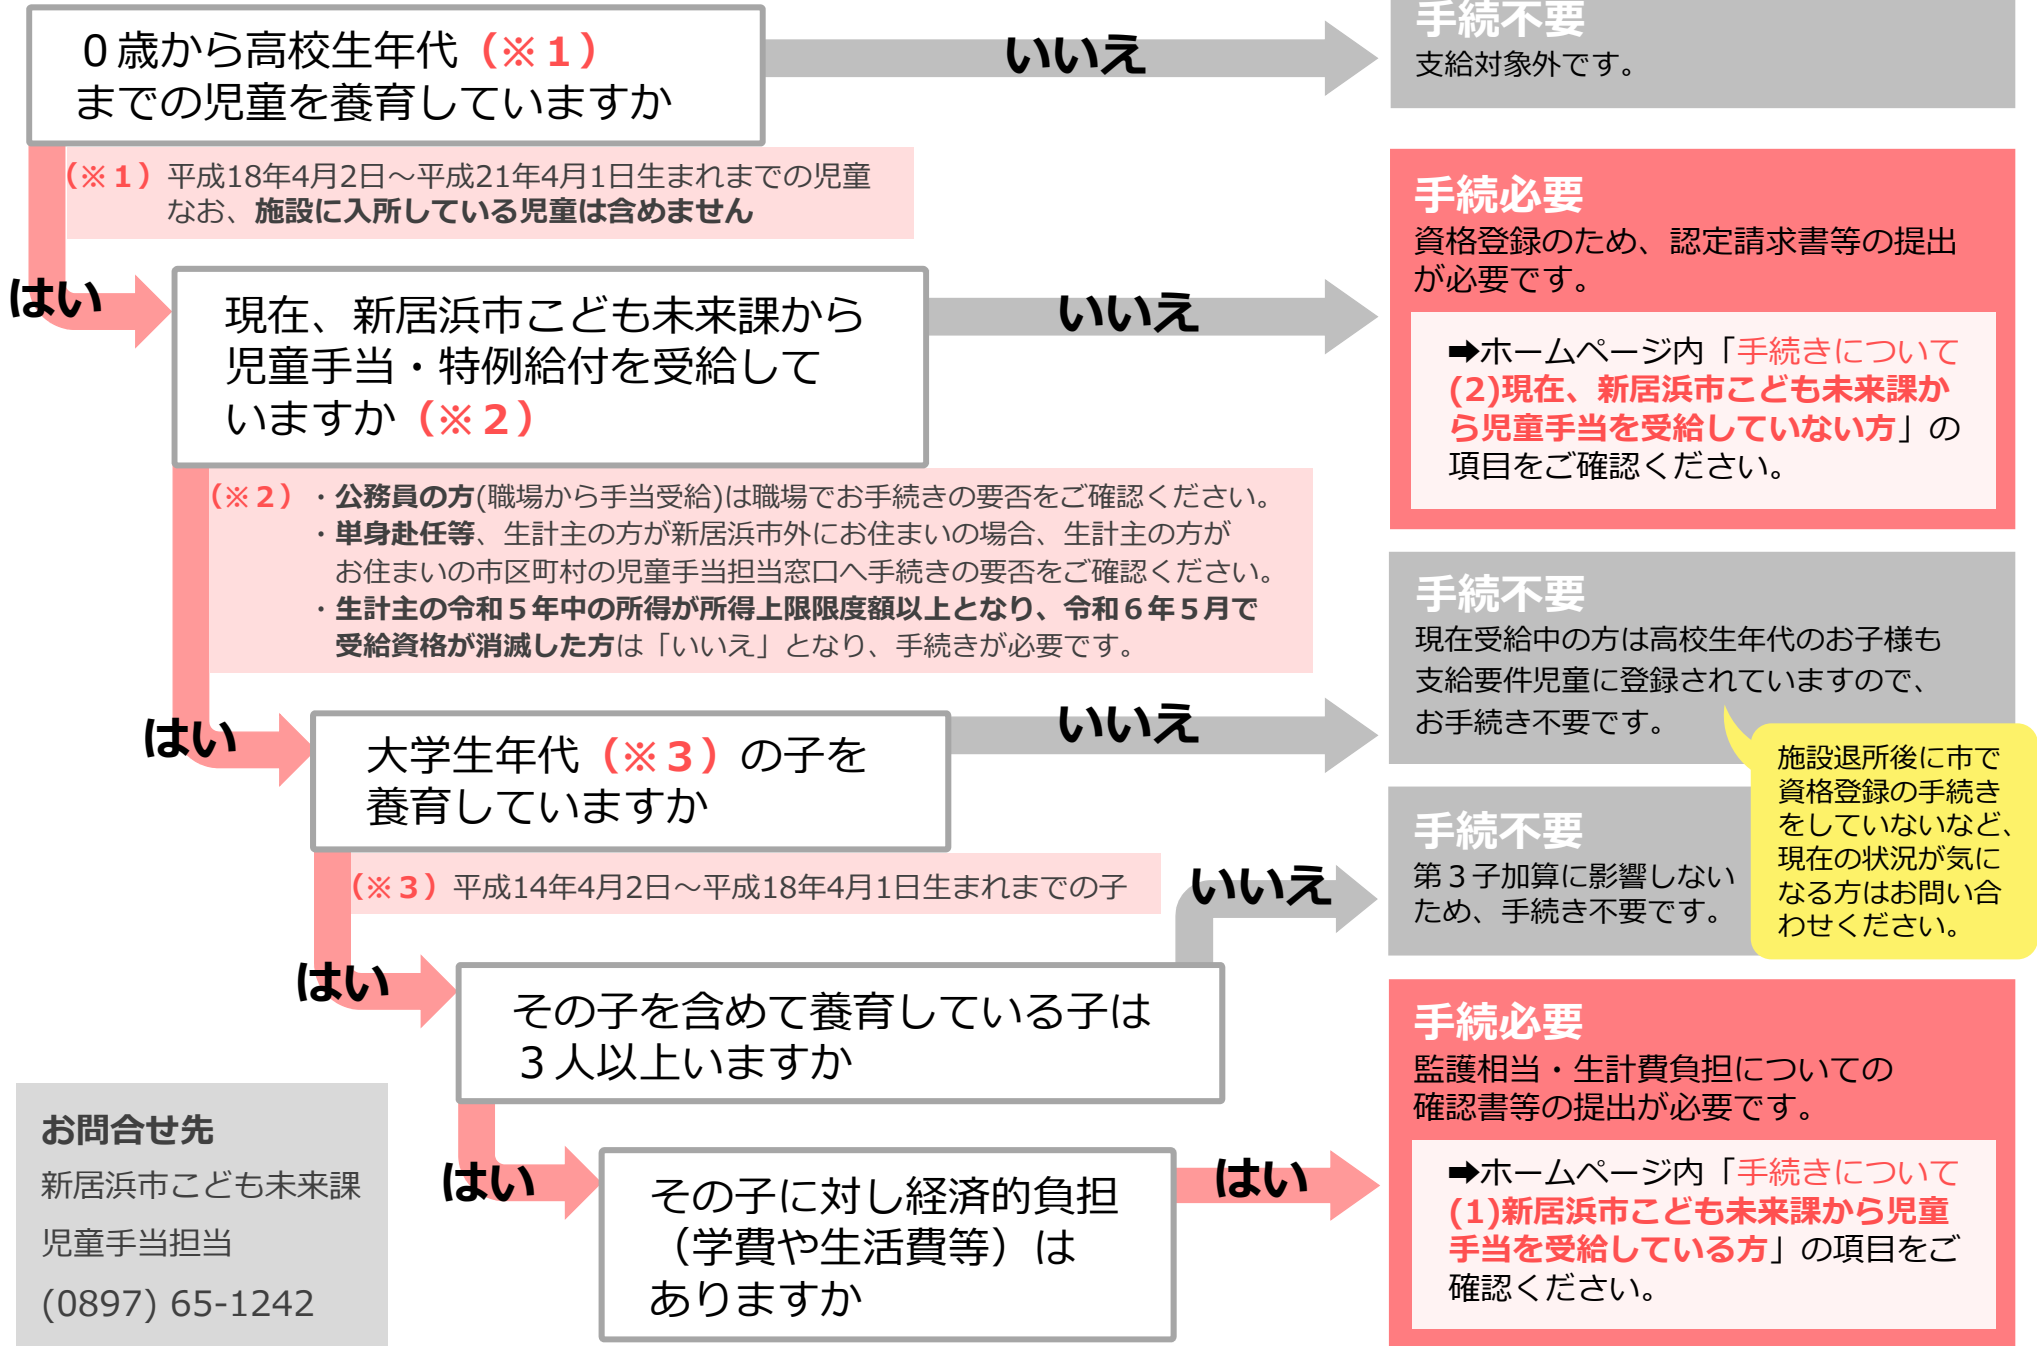 ０歳から高校生年代（※１）
までの児童を養育していますか
いいえ
手続不要
支給対象外です。
（※１）平成18年4月2日～平成21年4月1日生まれまでの児童
なお、施設に入所している児童は含めません
はい
現在、新居浜市こども未来課から
児童手当・特例給付を受給して
いますか（※２）
いいえ
手続必要
資格登録のため、認定請求書等の提出
が必要です。
➡ホームページ内「手続きについて
(2)現在、新居浜市こども未来課か
ら児童手当を受給していない方」の
項目をご確認ください。
（※２）・公務員の方(職場から手当受給)は職場でお手続きの要否をご確認ください。
・単身赴任等、生計主の方が新居浜市外にお住まいの場合、生計主の方が
お住まいの市区町村の児童手当担当窓口へ手続きの要否をご確認ください。
・生計主の令和５年中の所得が所得上限限度額以上となり、令和６年５月で
受給資格が消滅した方は「いいえ」となり、手続きが必要です。
はい
大学生年代（※３）の子を
養育していますか
いいえ
手続不要
現在受給中の方は高校生年代のお子様も
支給要件児童に登録されていますので、
お手続き不要です。
施設退所後に市で
資格登録の手続き
をしていないなど、
現在の状況が気に
なる方はお問い合
わせください。
（※３）平成14年4月2日～平成18年4月1日生まれまでの子
はい
その子を含めて養育している子は
３人以上いますか
いいえ
手続不要
第３子加算に影響しない
ため、手続き不要です。
はい
その子に対し経済的負担
（学費や生活費等）は
ありますか
はい
手続必要
監護相当・生計費負担についての
確認書等の提出が必要です。
➡ホームページ内「手続きについて
(1)新居浜市こども未来課から児童
手当を受給している方」の項目をご
確認ください。
お問合せ先
新居浜市こども未来課
児童手当担当
(0897) 65-1242